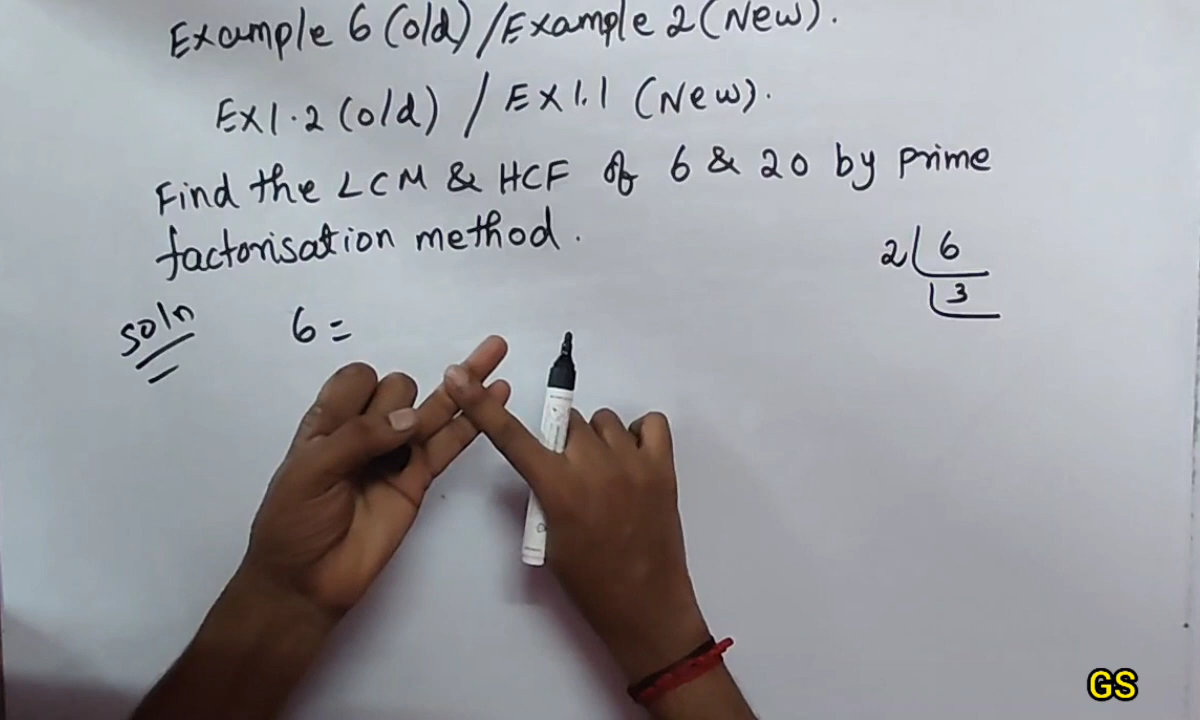 Example 6 (old) / Example 2 (New).
Ex 1.2 (old) / EX 1.1 (New).
Find the LCM & HCF of 6 & 20 by prime
factorisation method.
2 6
3
Soln 6 =
GS